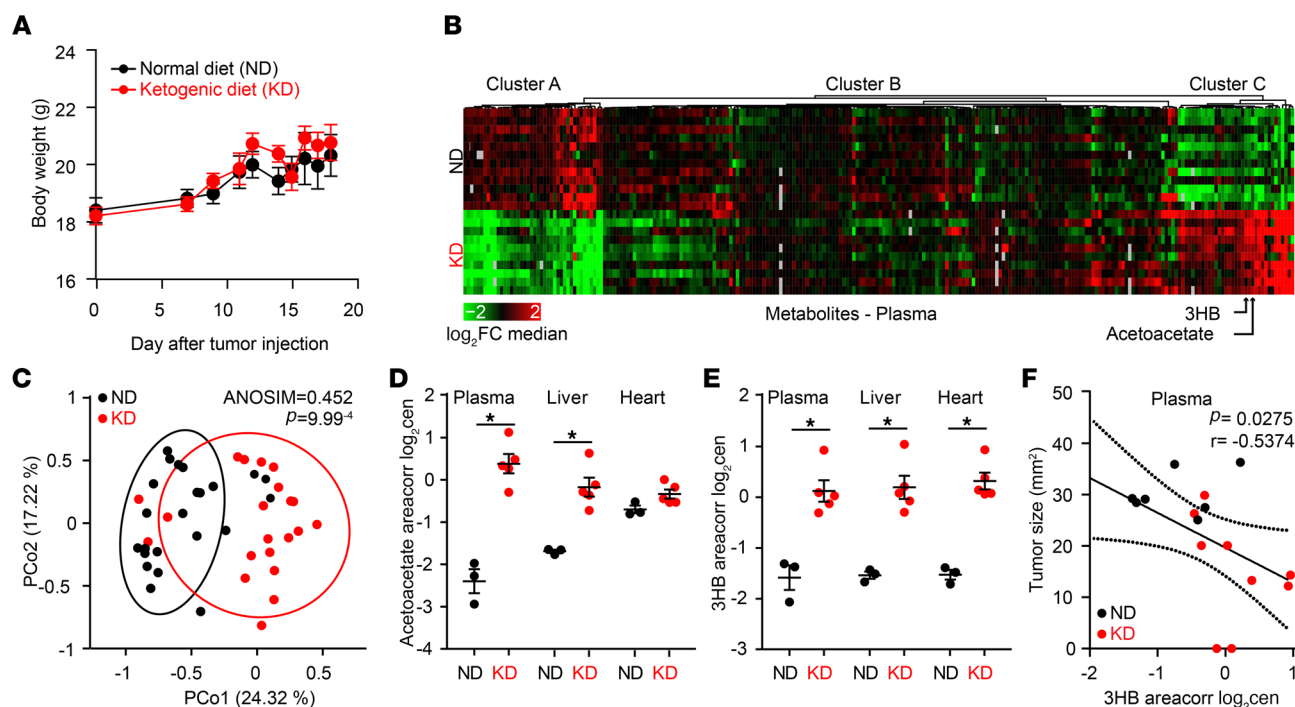 A
24
22
20
18
16
Body weight (g)
Normal diet (ND)
Ketogenic diet (KD)
0 5 10 15 20
Day after tumor injection
B
Cluster A Cluster B Cluster C
ND
KD
−2 2
log2FC median
Metabolites - Plasma
3HB
Acetoacetate
C
ND
KD
ANOSIM=0.452
p=9.99-4
1
0.5
0
-0.5
-1
PCo2 (17.22 %)
-1 -0.5 0 0.5
PCo1 (24.32 %)
D
Plasma Liver Heart
* *
2
1
0
-1
-2
-3
-4
Acetoacetate areacorr log2cen
ND KD ND KD ND KD
E
Plasma Liver Heart
* * *
2
1
0
-1
-2
-3
3HB areacorr log2cen
ND KD ND KD ND KD
F
Plasma
p= 0.0275
r= -0.5374
50
40
30
20
10
0
Tumor size (mm²)
ND
KD
-2 -1 0 1
3HB areacorr log2cen